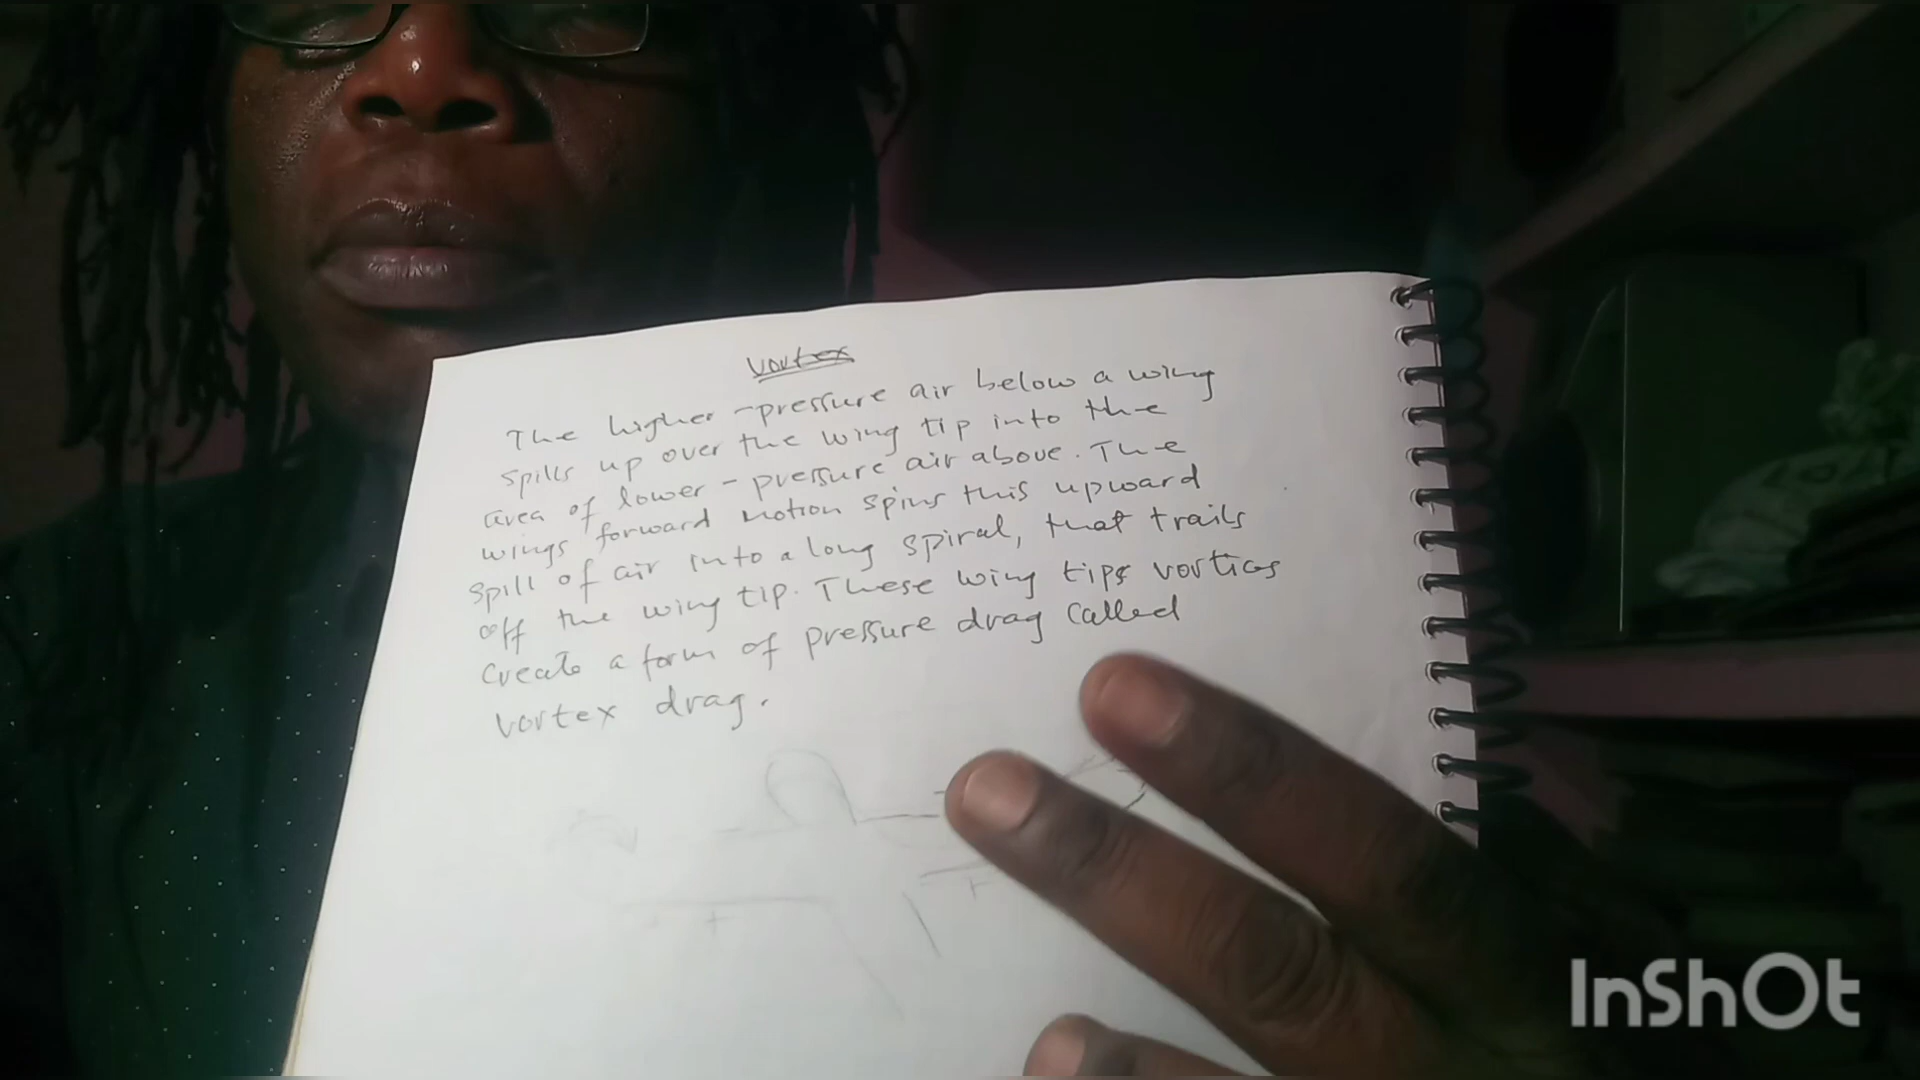 Vortex
The higher-pressure air below a wing
spills up over the wing tip into the
area of lower-pressure air above. The
wings forward motion spins this upward
spill of air into a long spiral, that trails
off the wing tip. These wing tips vortices
create a form of pressure drag called
vortex drag.
+ +
InShOt